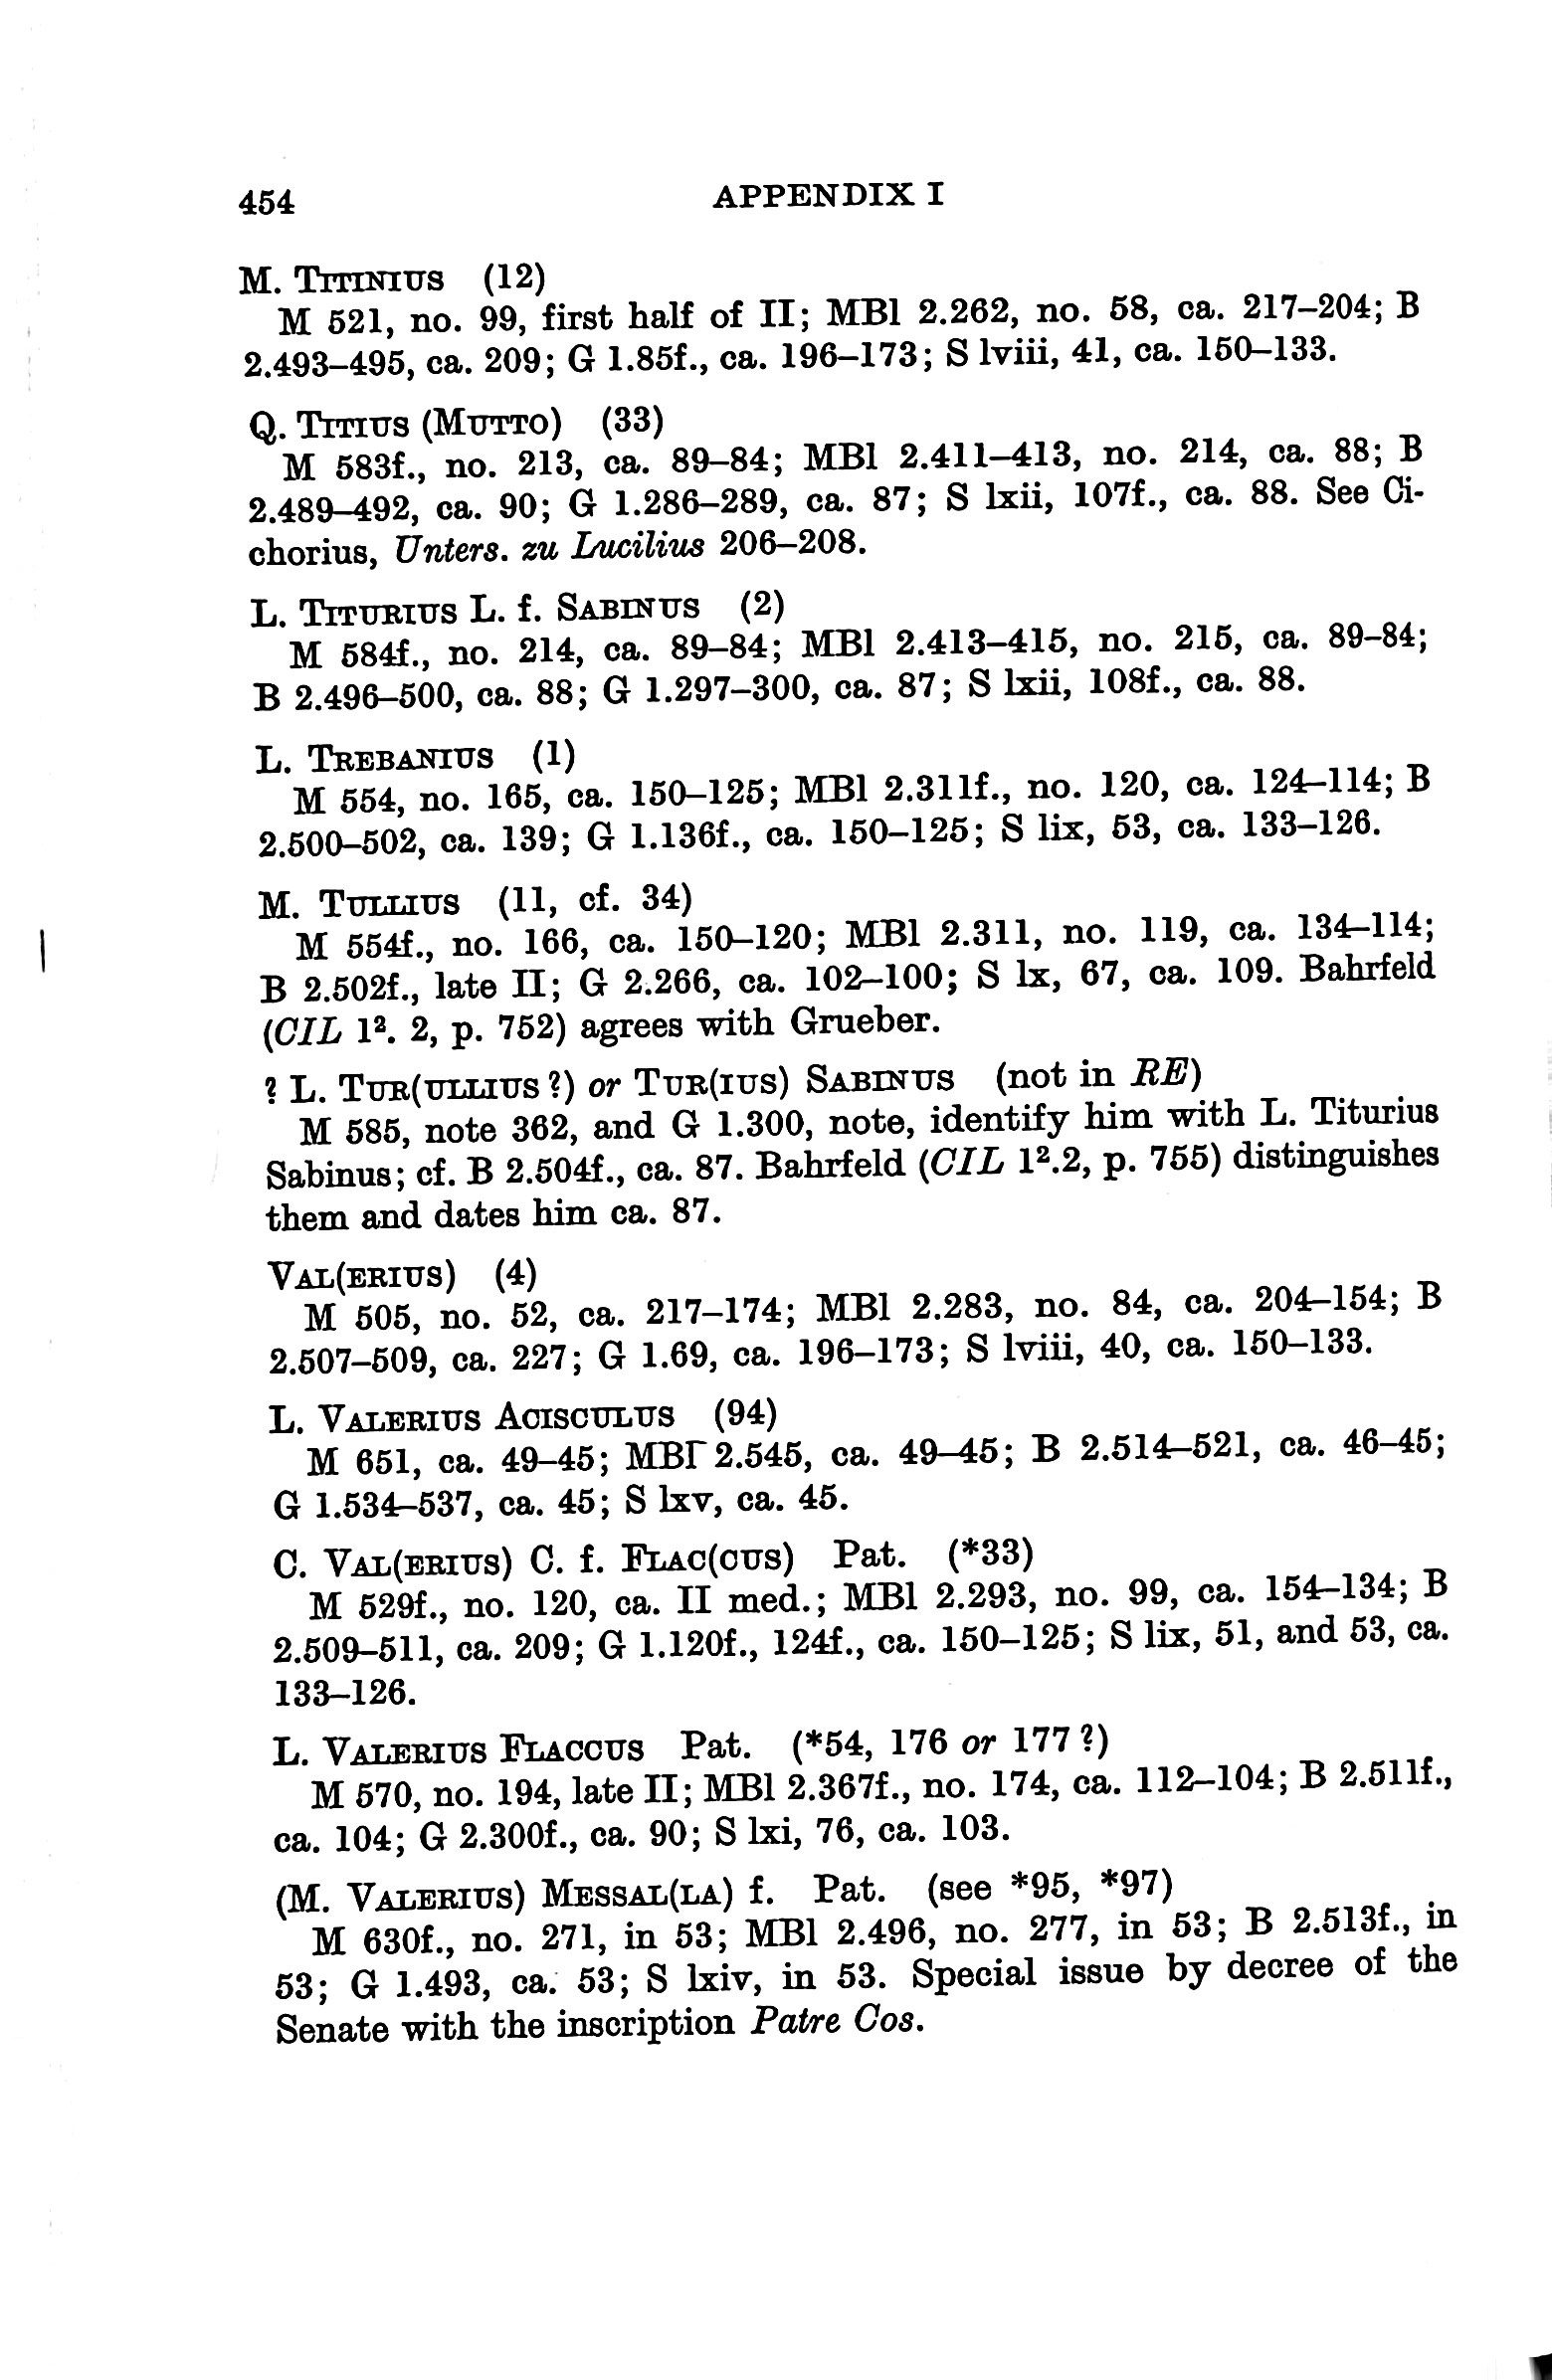 454 APPENDIX I
M. TITINIUS (12)
M 521, no. 99, first half of II; MBl 2.262, no. 58, ca. 217–204; B
2.493–495, ca. 209; G 1.85f., ca. 196–173; S lviii, 41, ca. 150–133.
Q. TITIUS (MUTTO) (33)
M 583f., no. 213, ca. 89–84; MBl 2.411–413, no. 214, ca. 88; B
2.489–492, ca. 90; G 1.286–289, ca. 87; S lxii, 107f., ca. 88. See Ci-
chorius, Unters. zu Lucilius 206–208.
L. TITURIUS L. f. SABINUS (2)
M 584f., no. 214, ca. 89–84; MBl 2.413–415, no. 215, ca. 89–84;
B 2.496–500, ca. 88; G 1.297–300, ca. 87; S lxii, 108f., ca. 88.
L. TREBANIUS (1)
M 554, no. 165, ca. 150–125; MBl 2.311f., no. 120, ca. 124–114; B
2.500–502, ca. 139; G 1.136f., ca. 150–125; S lix, 53, ca. 133–126.
M. TULLIUS (11, cf. 34)
M 554f., no. 166, ca. 150–120; MBl 2.311, no. 119, ca. 134–114;
B 2.502f., late II; G 2.266, ca. 102–100; S lx, 67, ca. 109. Bahrfeld
(CIL 1². 2, p. 752) agrees with Grueber.
? L. TUR(ULLIUS ?) or TUR(IUS) SABINUS (not in RE)
M 585, note 362, and G 1.300, note, identify him with L. Titurius
Sabinus; cf. B 2.504f., ca. 87. Bahrfeld (CIL 1².2, p. 755) distinguishes
them and dates him ca. 87.
VAL(ERIUS) (4)
M 505, no. 52, ca. 217–174; MBl 2.283, no. 84, ca. 204–154; B
2.507–509, ca. 227; G 1.69, ca. 196–173; S lviii, 40, ca. 150–133.
L. VALERIUS ACISCULUS (94)
M 651, ca. 49–45; MBl 2.545, ca. 49–45; B 2.514–521, ca. 46–45;
G 1.534–537, ca. 45; S lxv, ca. 45.
C. VAL(ERIUS) C. f. FLAC(CUS) Pat. (*33)
M 529f., no. 120, ca. II med.; MBl 2.293, no. 99, ca. 154–134; B
2.509–511, ca. 209; G 1.120f., 124f., ca. 150–125; S lix, 51, and 53, ca.
133–126.
L. VALERIUS FLACCUS Pat. (*54, 176 or 177 ?)
M 570, no. 194, late II; MBl 2.367f., no. 174, ca. 112–104; B 2.511f.,
ca. 104; G 2.300f., ca. 90; S lxi, 76, ca. 103.
(M. VALERIUS) MESSAL(LA) f. Pat. (see *95, *97)
M 630f., no. 271, in 53; MBl 2.496, no. 277, in 53; B 2.513f., in
53; G 1.493, ca. 53; S lxiv, in 53. Special issue by decree of the
Senate with the inscription Patre Cos.